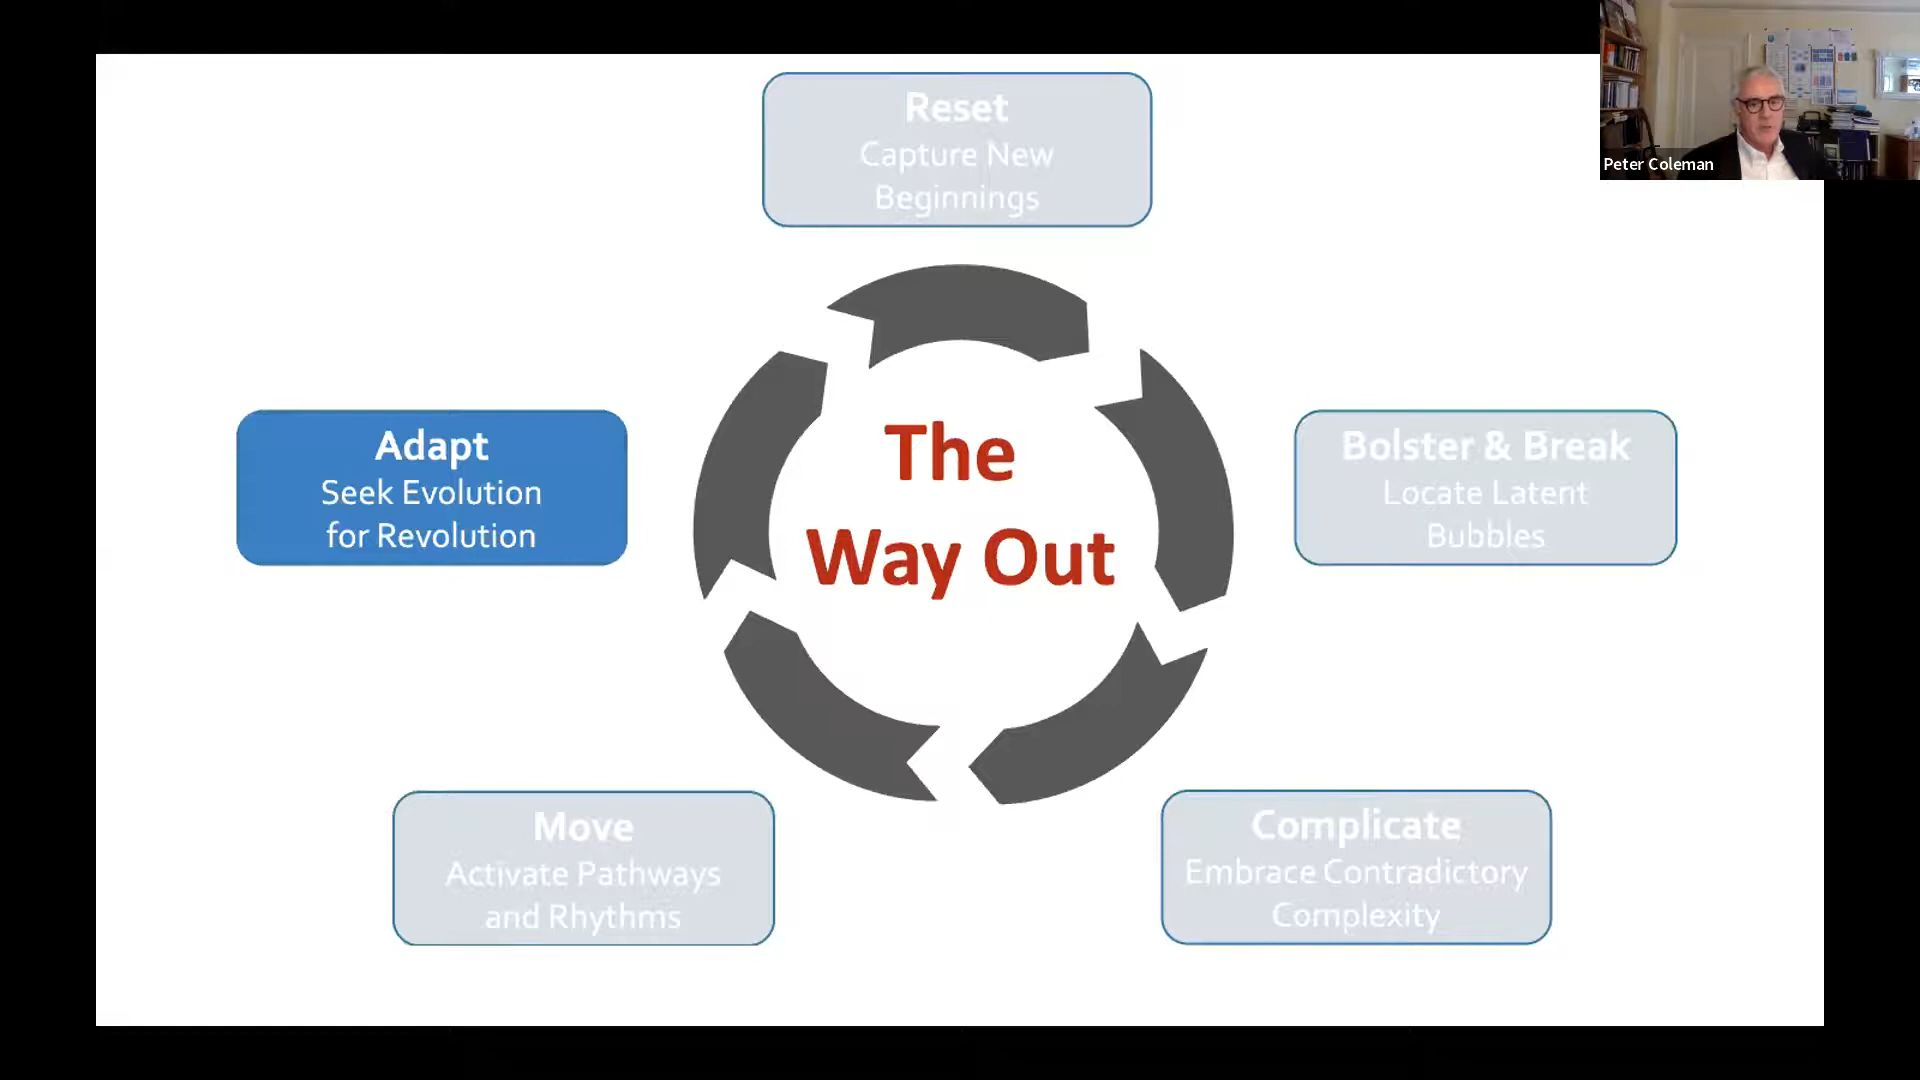 Reset
Capture New
Beginnings
Peter Coleman
Adapt
Seek Evolution
for Revolution
The
Way Out
Bolster & Break
Locate Latent
Bubbles
Move
Activate Pathways
and Rhythms
Complicate
Embrace Contradictory
Complexity